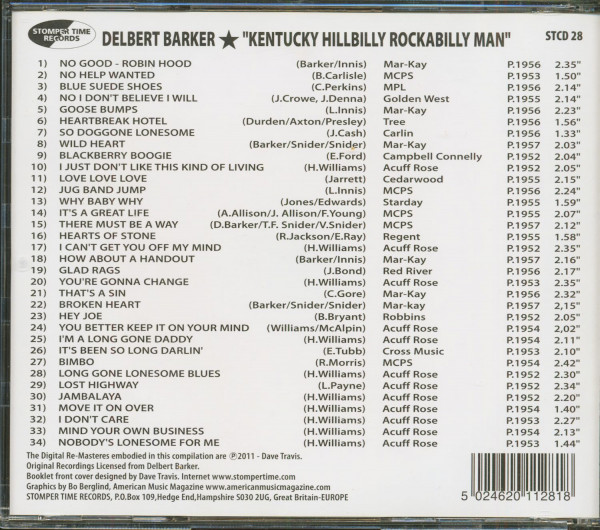 STOMPER TIME
RECORDS
DELBERT BARKER ★ "KENTUCKY HILLBILLY ROCKABILLY MAN" STCD 28
1) NO GOOD - ROBIN HOOD (Barker/Innis) Mar-Kay P.1956 2.35"
2) NO HELP WANTED (B.Carlisle) MCPS P.1953 1.50"
3) BLUE SUEDE SHOES (C.Perkins) MPL P.1956 2.14"
4) NO I DON'T BELIEVE I WILL (J.Crowe, J.Denna) Golden West P.1955 2.14"
5) GOOSE BUMPS (L.Innis) Mar-Kay P.1956 2.23"
6) HEARTBREAK HOTEL (Durden/Axton/Presley) Tree P.1956 1.56"
7) SO DOGGONE LONESOME (J.Cash) Carlin P.1956 1.33"
8) WILD HEART (Barker/Snider/Snider) Mar-Kay P.1957 2.03"
9) BLACKBERRY BOOGIE (E.Ford) Campbell Connelly P.1952 2.04"
10) I JUST DON'T LIKE THIS KIND OF LIVING (H.Williams) Acuff Rose P.1952 2.05"
11) LOVE LOVE LOVE (Jarrett) Cedarwood P.1955 2.15"
12) JUG BAND JUMP (L.Innis) MCPS P.1956 2.24"
13) WHY BABY WHY (Jones/Edwards) Starday P.1955 1.59"
14) IT'S A GREAT LIFE (A.Allison/J. Allison/F.Young) MCPS P.1955 2.07"
15) THERE MUST BE A WAY (D.Barker/T.F. Snider/V.Snider) MCPS P.1957 2.12"
16) HEARTS OF STONE (R.Jackson/E.Ray) Regent P.1955 1.58"
17) I CAN'T GET YOU OFF MY MIND (H.Williams) Acuff Rose P.1952 2.35"
18) HOW ABOUT A HANDOUT (Barker/Innis) Mar-Kay P.1957 2.16"
19) GLAD RAGS (J.Bond) Red River P.1956 2.17"
20) YOU'RE GONNA CHANGE (H.Williams) Acuff Rose P.1953 2.35"
21) THAT'S A SIN (C.Gore) Mar-Kay P.1956 2.32"
22) BROKEN HEART (Barker/Snider/Snider) Mar-kay P.1957 2,15"
23) HEY JOE (B.Bryant) Robbins P.1952 2.05"
24) YOU BETTER KEEP IT ON YOUR MIND (Williams/McAlpin) Acuff Rose P.1954 2,02"
25) I'M A LONG GONE DADDY (H.Williams) Acuff Rose P.1954 2.11"
26) IT'S BEEN SO LONG DARLIN' (E.Tubb) Cross Music P.1953 2.10"
27) BIMBO (R.Morris) MCPS P.1954 2.42"
28) LONG GONE LONESOME BLUES (H.Williams) Acuff Rose P.1952 2.30"
29) LOST HIGHWAY (L.Payne) Acuff Rose P.1952 2.34"
30) JAMBALAYA (H.Williams) Acuff Rose P.1952 2.20"
31) MOVE IT ON OVER (H.Williams) Acuff Rose P.1954 1.40"
32) I DON'T CARE (H.Williams) Acuff Rose P.1953 2.27"
33) MIND YOUR OWN BUSINESS (H.Williams) Acuff Rose P.1954 2.13"
34) NOBODY'S LONESOME FOR ME (H.Williams) Acuff Rose P.1953 1.44"
The Digital Re-Masteres embodied in this compilation are ℗2011 - Dave Travis.
Original Recordings Licensed from Delbert Barker.
Booklet front cover designed by Dave Travis. Internet www.stompertime.com
Graphics by Bo Berglind, American Music Magazine www.americanmusicmagazine.com
STOMPER TIME RECORDS, P.O.Box 109,Hedge End,Hampshire SO30 2UG, Great Britain-EUROPE
5 024620 112818